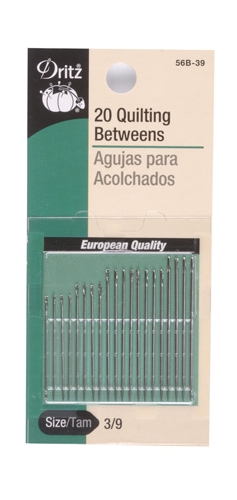 56B-39
Dritz
20 Quilting
Betweens
Agujas para
Acolchados
European Quality
Size/Tam 3/9